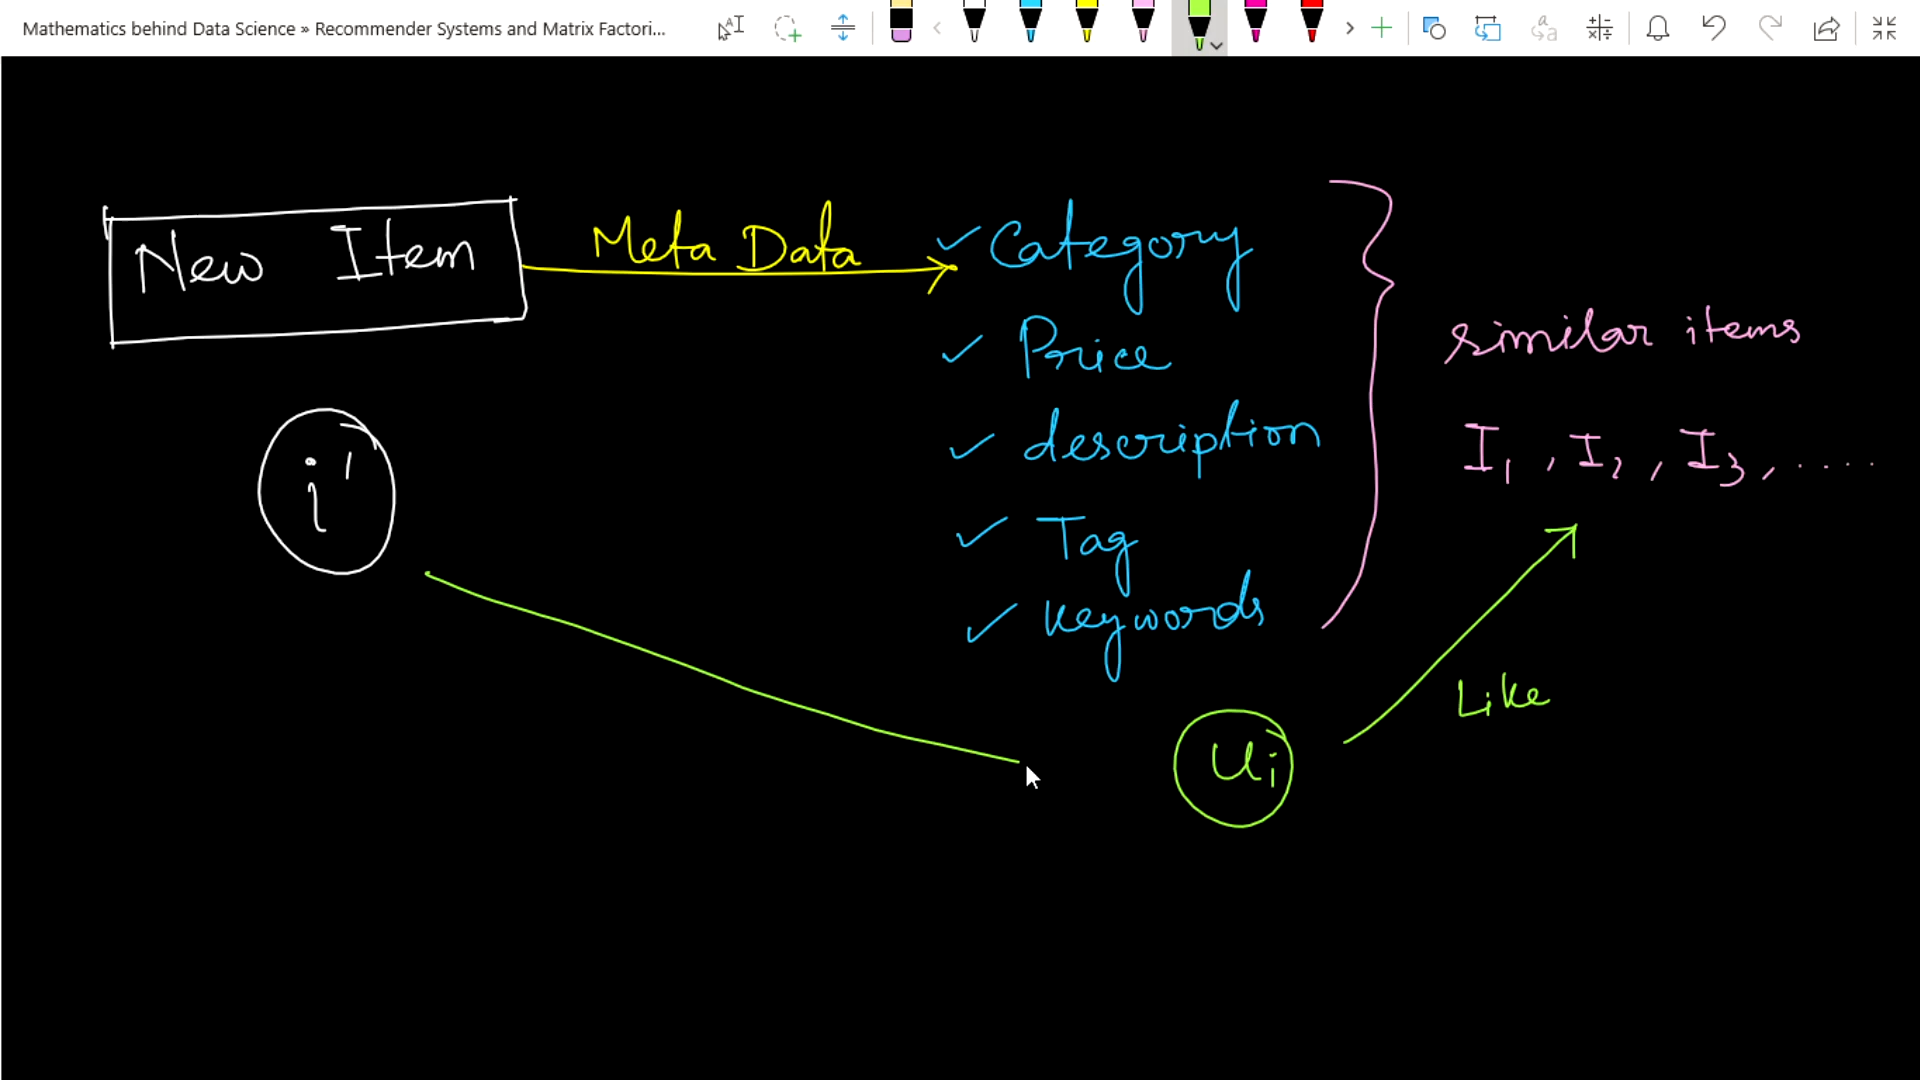 Mathematics behind Data Science » Recommender Systems and Matrix Factori...
New Item
Meta Data
✓ Category
✓ Price
✓ description
✓ Tag
✓ Keywords
similar items
I1, I2, I3, .....
i'
Like
Ui